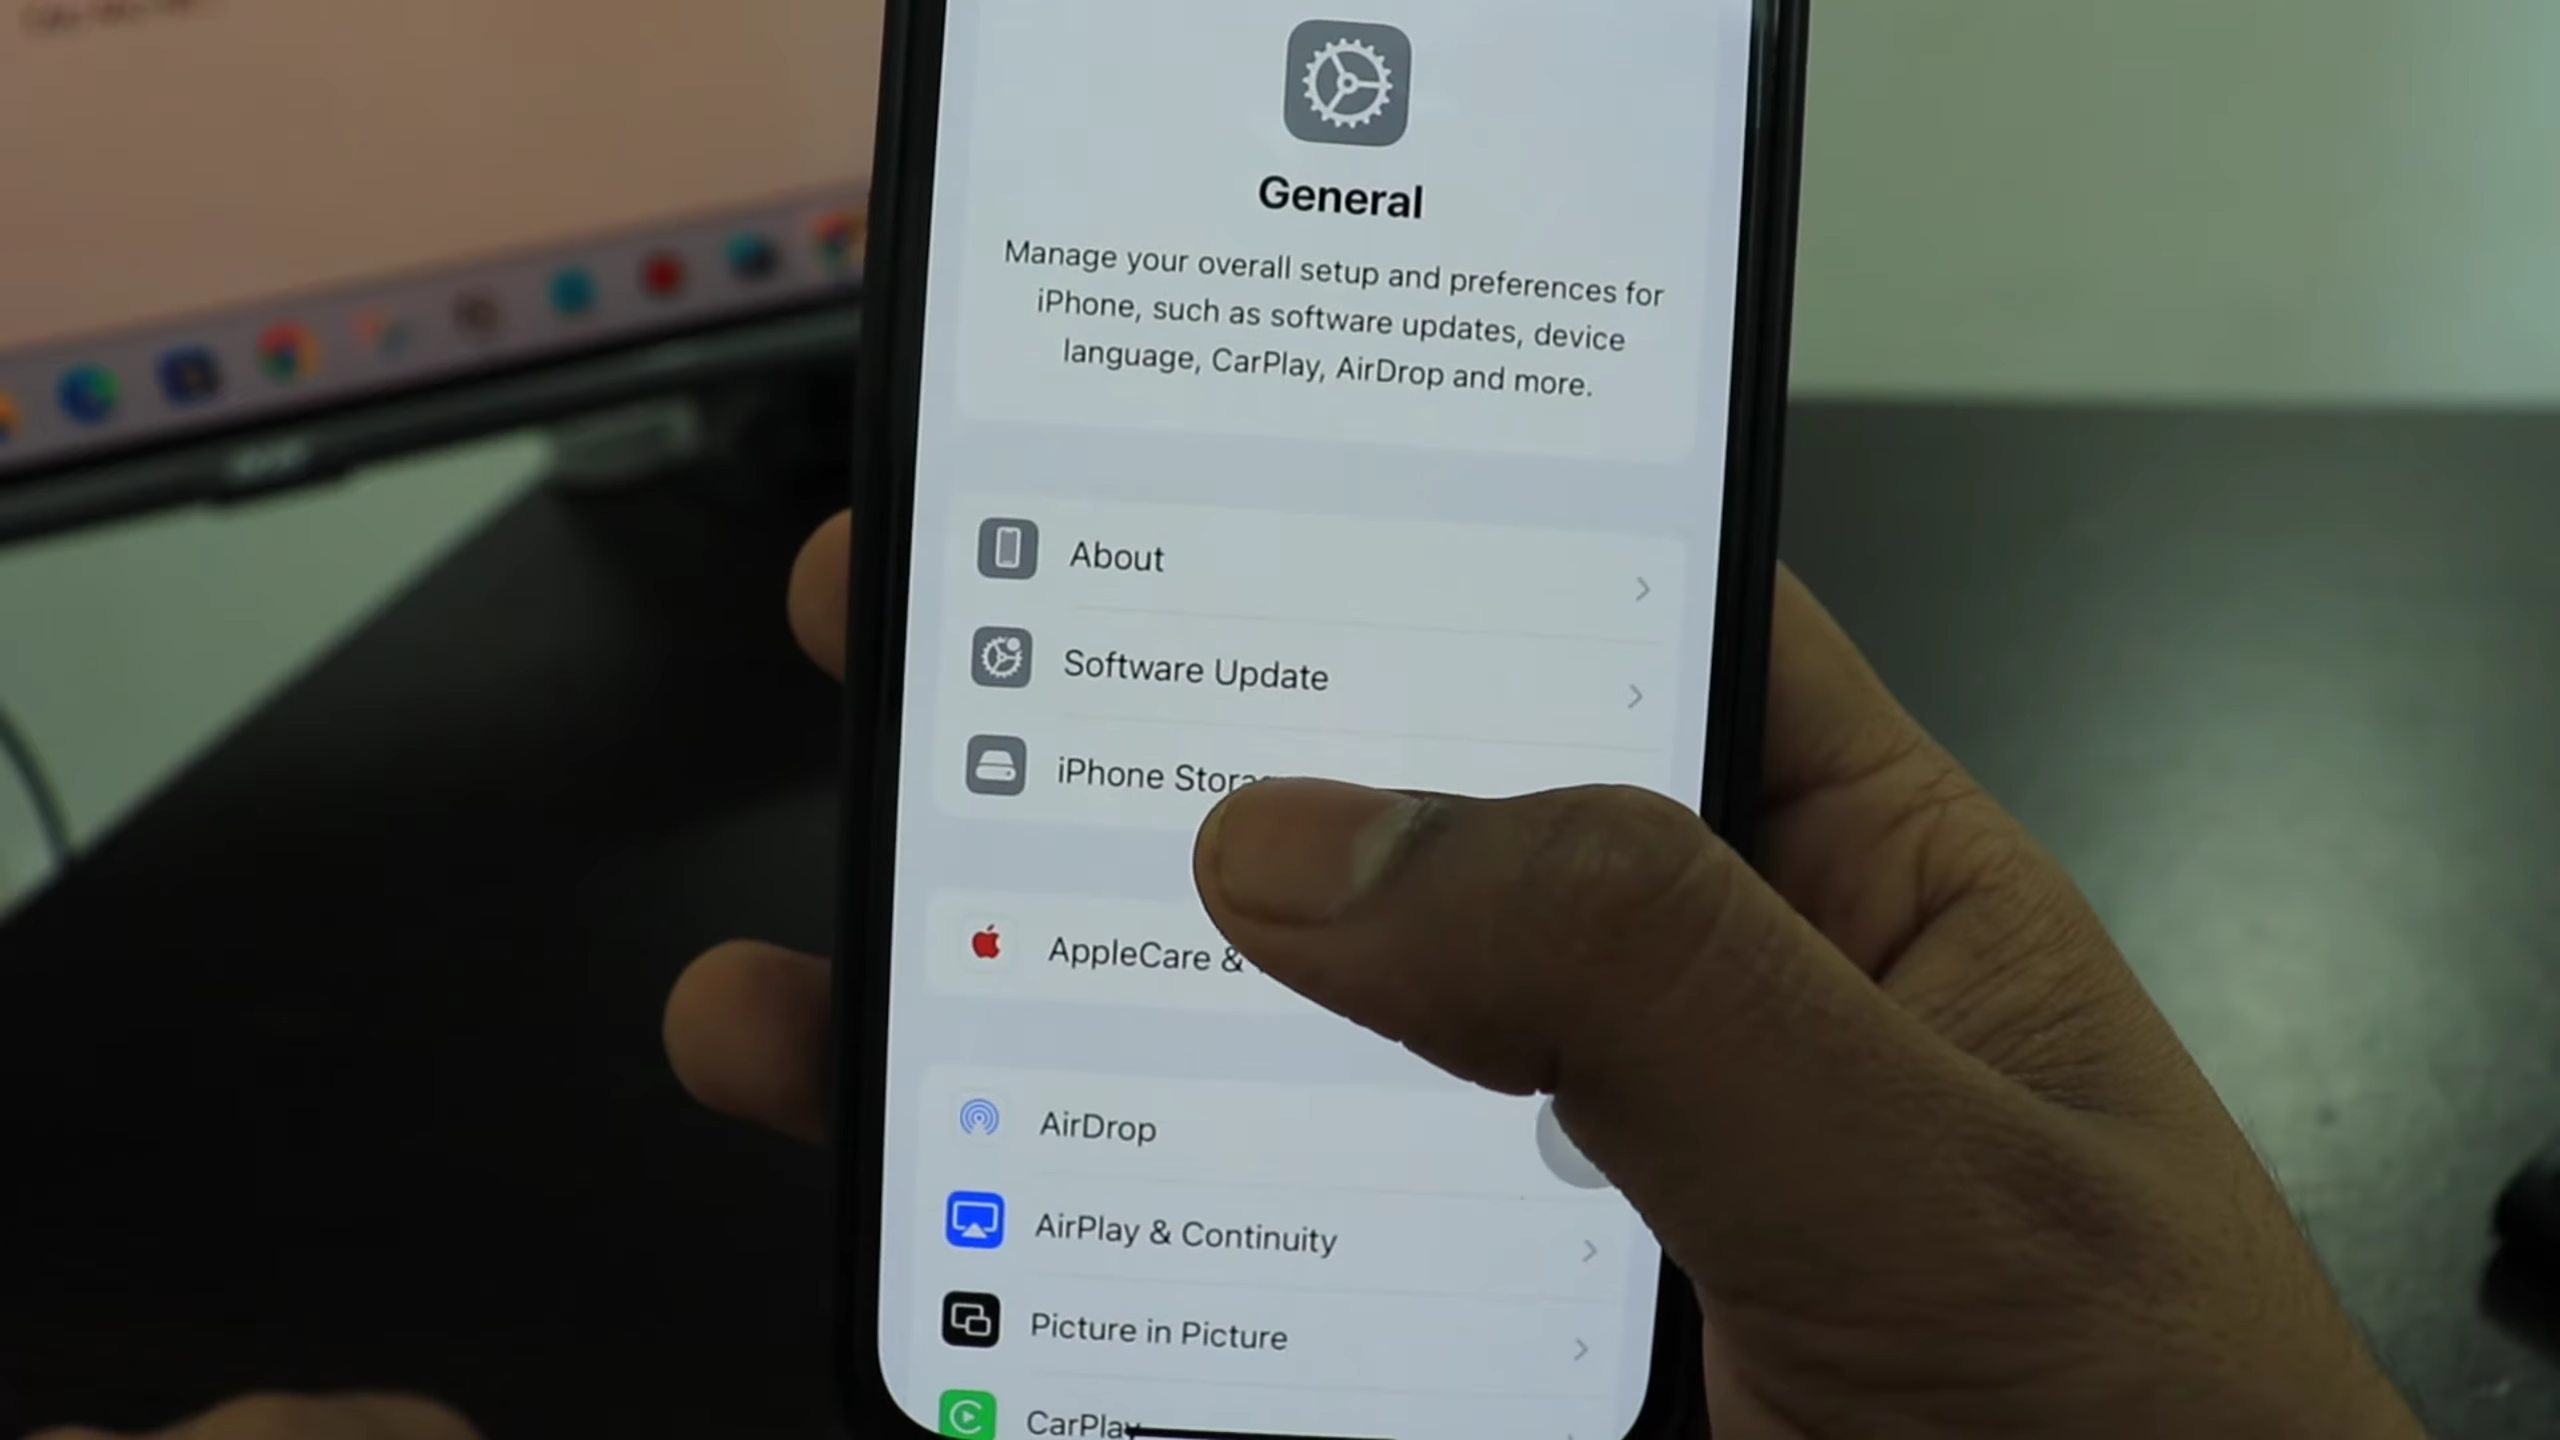 General
Manage your overall setup and preferences for
iPhone, such as software updates, device
language, CarPlay, AirDrop and more.
About
Software Update
iPhone
AppleCare &
AirDrop
AirPlay & Continuity
Picture in Picture
CarPlay